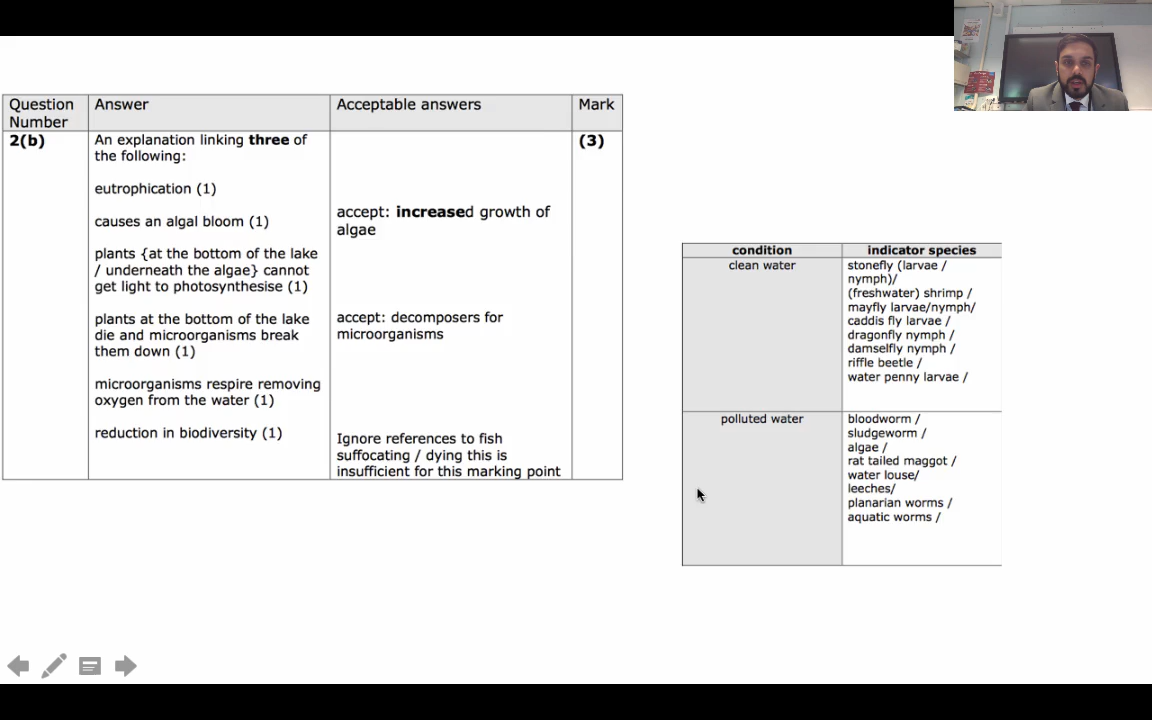 Question
Number
Answer
Acceptable answers
Mark
2(b)
An explanation linking three of
the following:
(3)
eutrophication (1)
causes an algal bloom (1)
accept: increased growth of
algae
plants {at the bottom of the lake
/ underneath the algae} cannot
get light to photosynthesise (1)
plants at the bottom of the lake
die and microorganisms break
them down (1)
accept: decomposers for
microorganisms
microorganisms respire removing
oxygen from the water (1)
reduction in biodiversity (1)
Ignore references to fish
suffocating / dying this is
insufficient for this marking point
condition
indicator species
clean water
stonefly (larvae /
nymph)/
(freshwater) shrimp /
mayfly larvae/nymph/
caddis fly larvae /
dragonfly nymph /
damselfly nymph /
riffle beetle /
water penny larvae /
polluted water
bloodworm /
sludgeworm /
algae /
rat tailed maggot /
water louse/
leeches/
planarian worms /
aquatic worms /